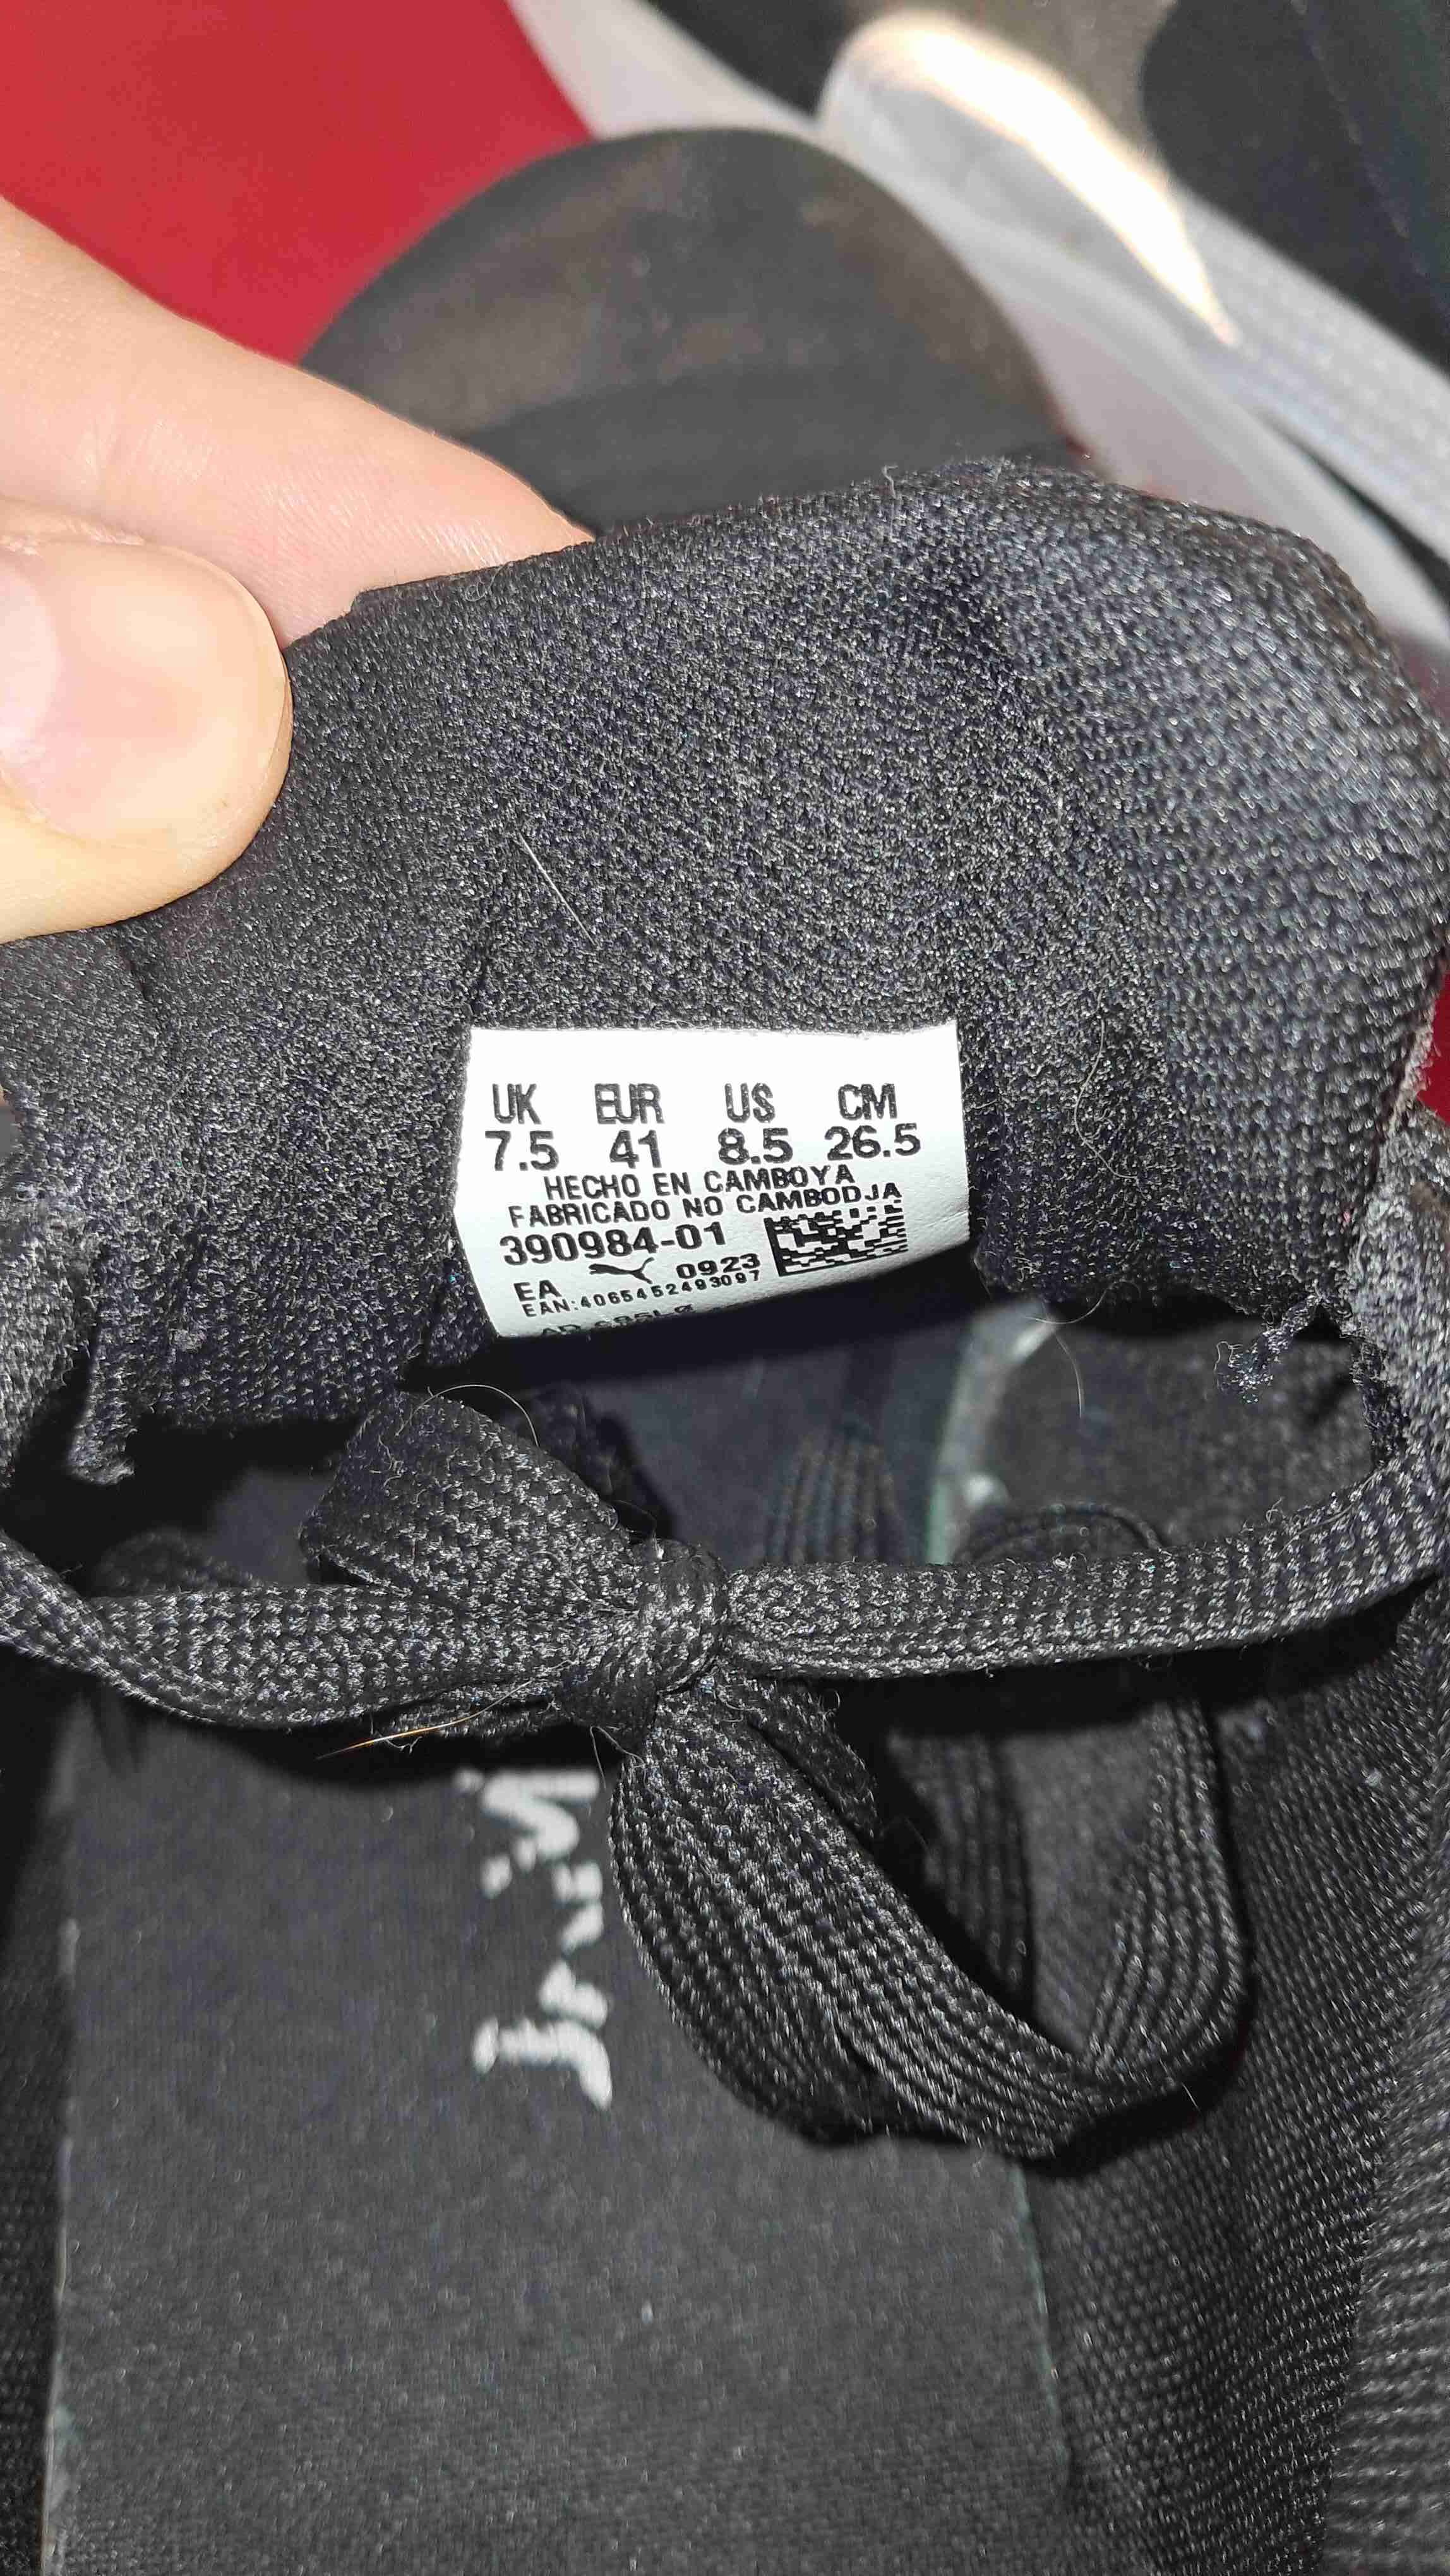 UK EUR US CM
7.5 41 8.5 26.5
HECHO EN CAMBOYA
FABRICADO NO CAMBODJA
390984-01
EA 0923
EAN:4065452493097